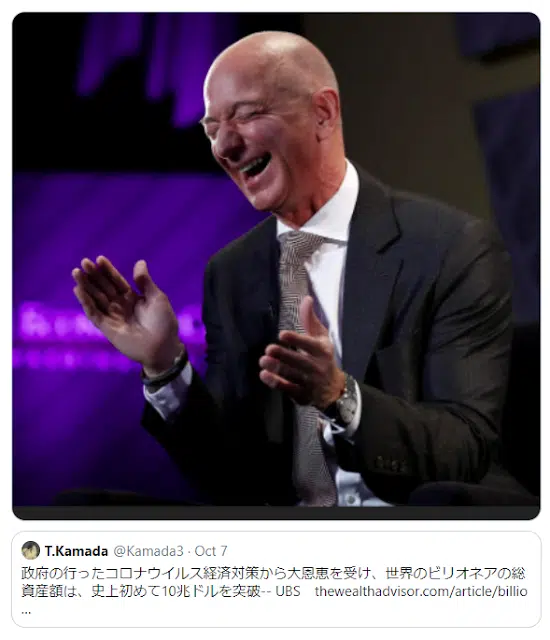 T.Kamada @Kamada3 · Oct 7
政府の行ったコロナウイルス経済対策から大恩恵を受け、世界のビリオネアの総
資産額は、史上初めて10兆ドルを突破-- UBS thewealthadvisor.com/article/billio
...